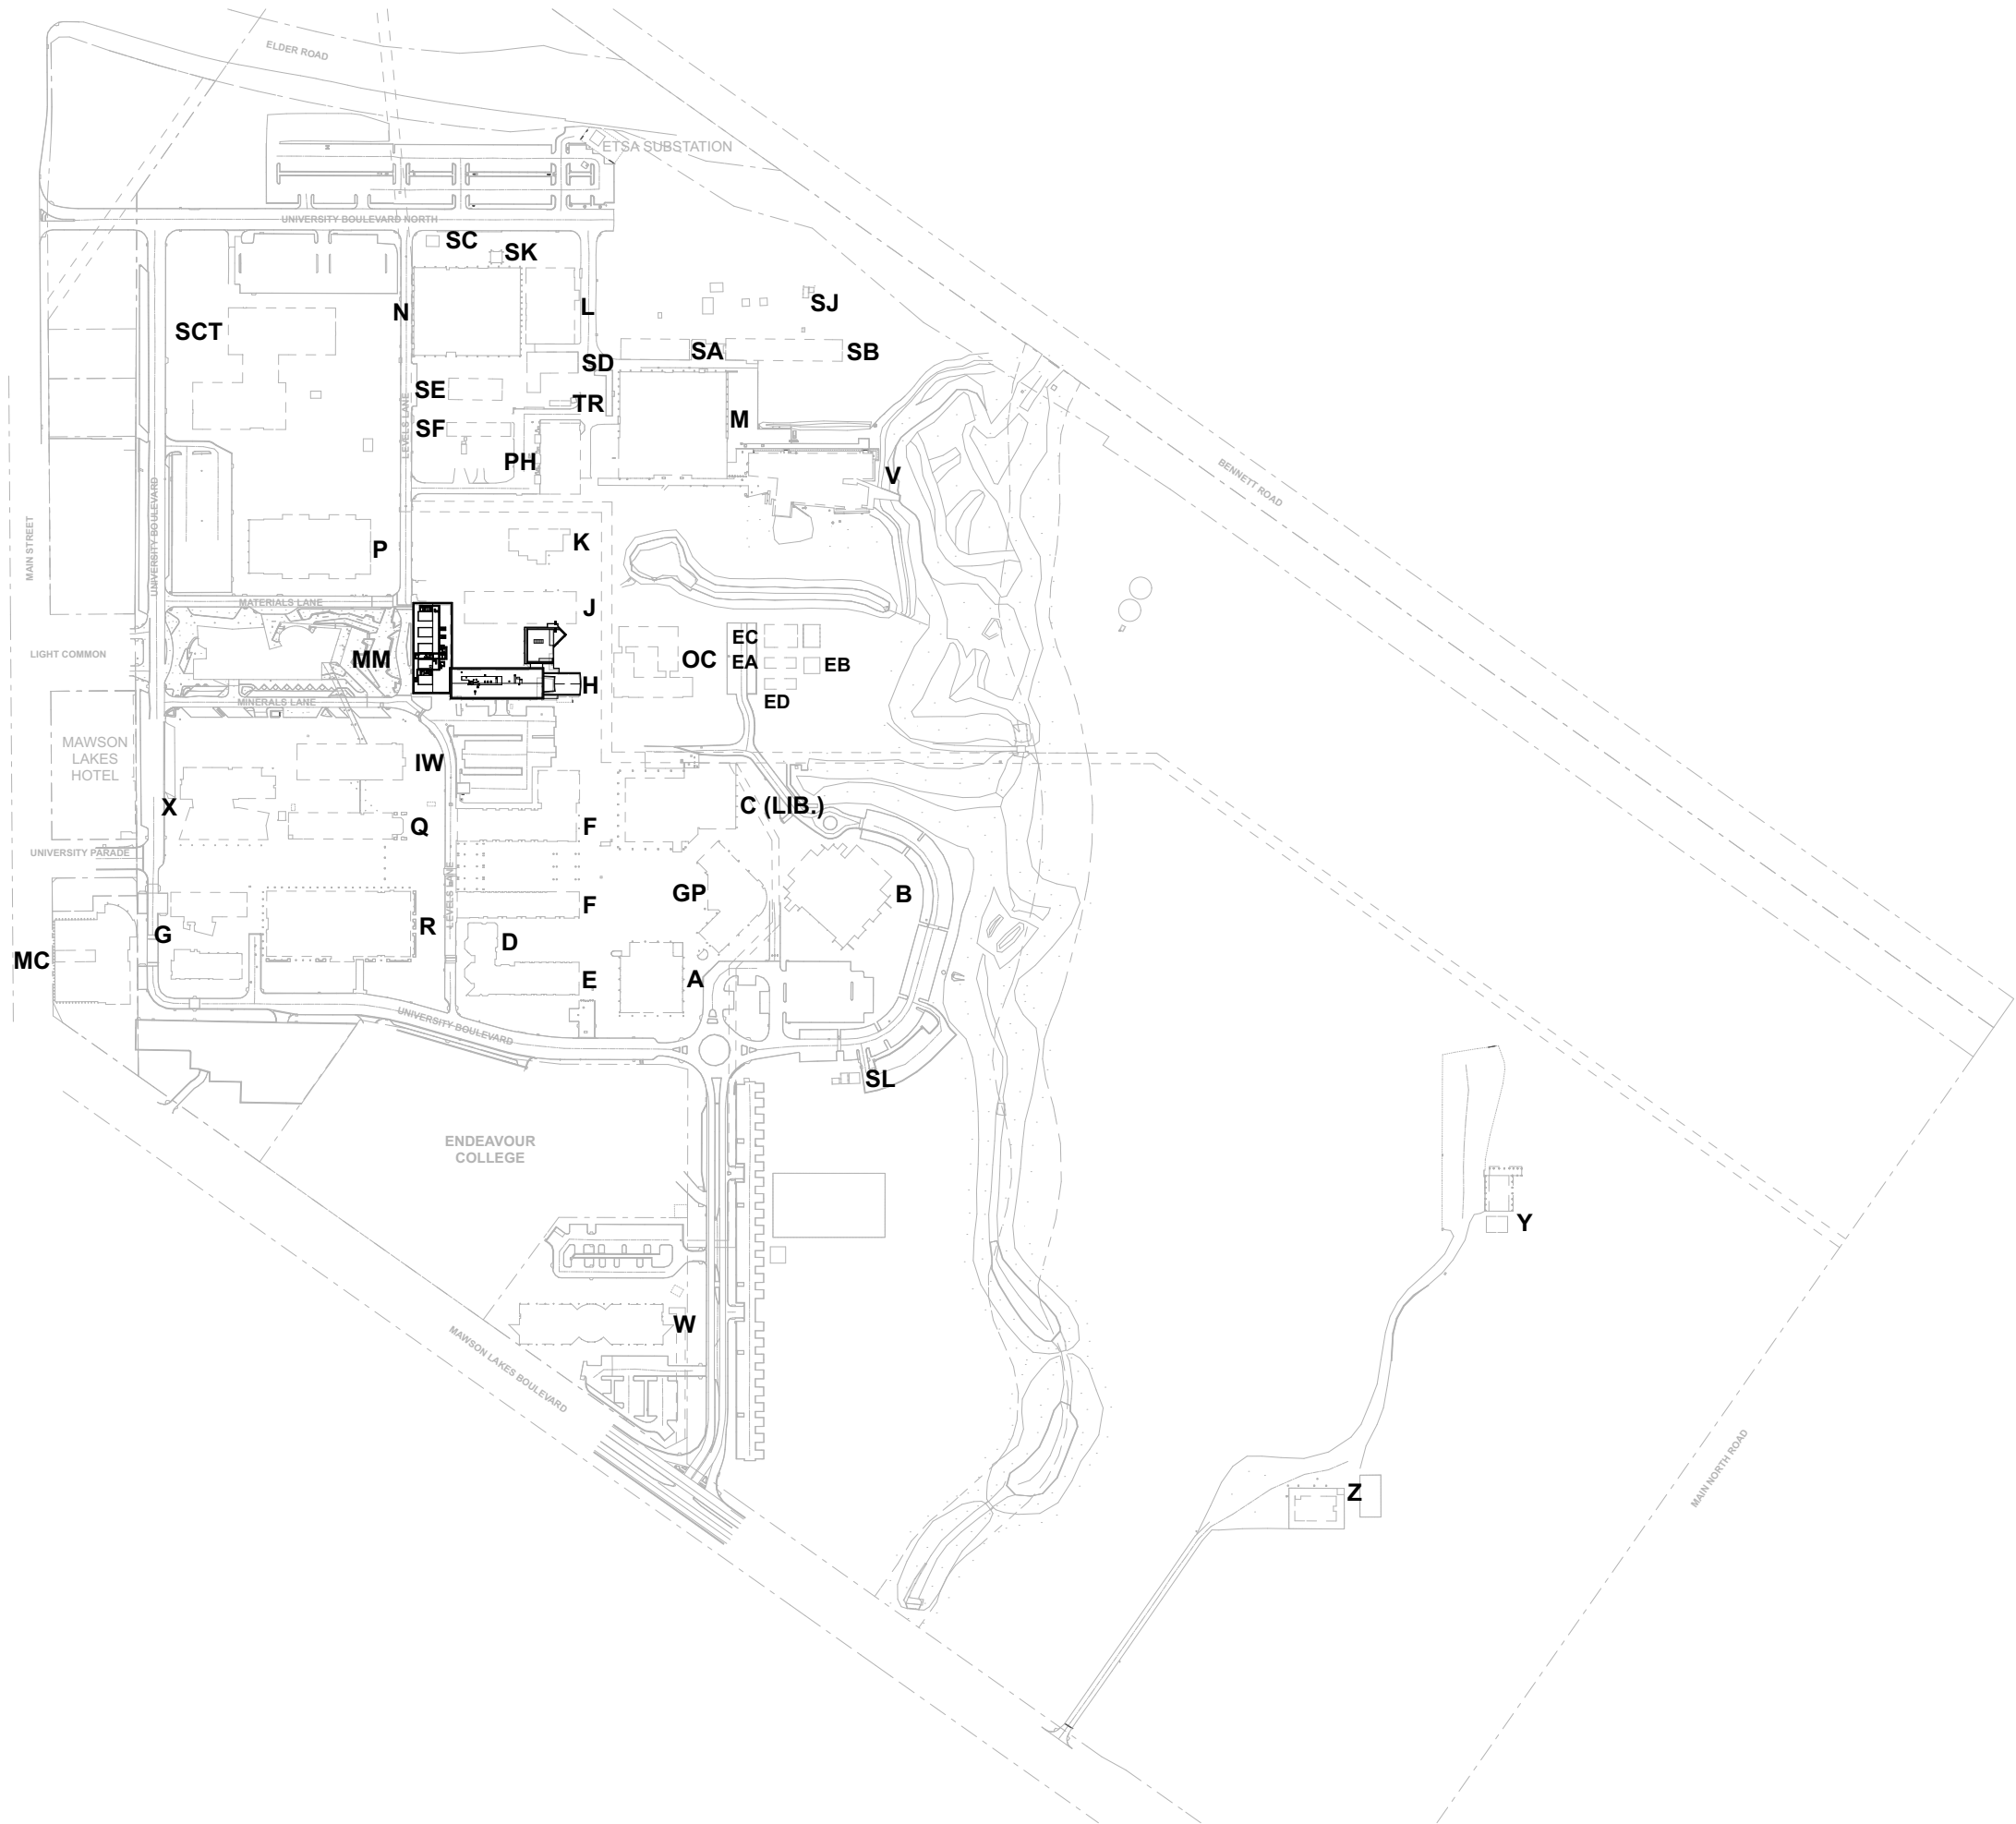 ELDER ROAD
ETSA SUBSTATION
UNIVERSITY BOULEVARD NORTH
SC
SK
SJ
N
L
SCT
SA
SB
SD
SE
TR
LEVELS LANE
SF
M
PH
V
BENNETT ROAD
MAIN STREET
UNIVERSITY BOULEVARD
P
K
MATERIALS LANE
J
EC
LIGHT COMMON
MM
OC
EA
EB
H
ED
MINERALS LANE
MAWSON
LAKES
HOTEL
IW
X
C (LIB.)
Q
F
UNIVERSITY PARADE
GP
B
LEVELS LANE
F
R
G
D
MC
E
A
UNIVERSITY BOULEVARD
SL
ENDEAVOUR
COLLEGE
Y
W
MAWSON LAKES BOULEVARD
MAIN NORTH ROAD
Z